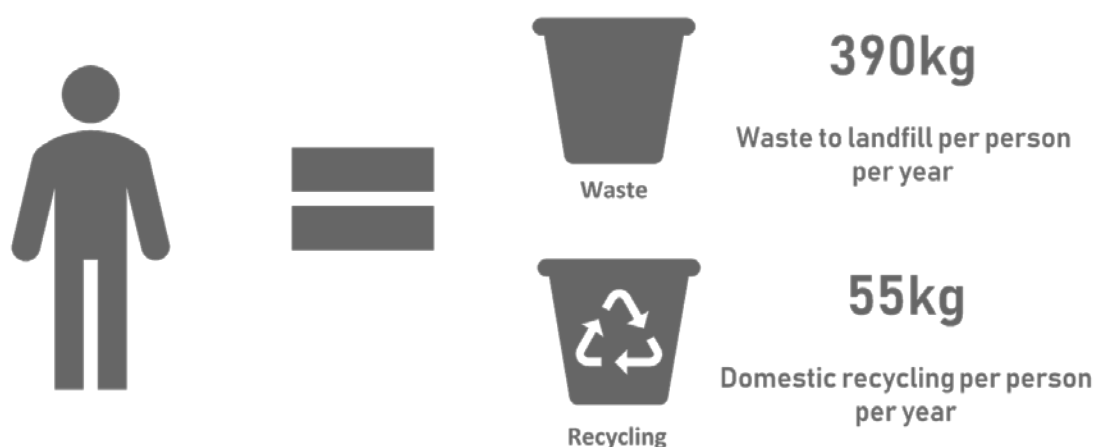 390kg
Waste to landfill per person
per year
Waste
55kg
Domestic recycling per person
per year
Recycling